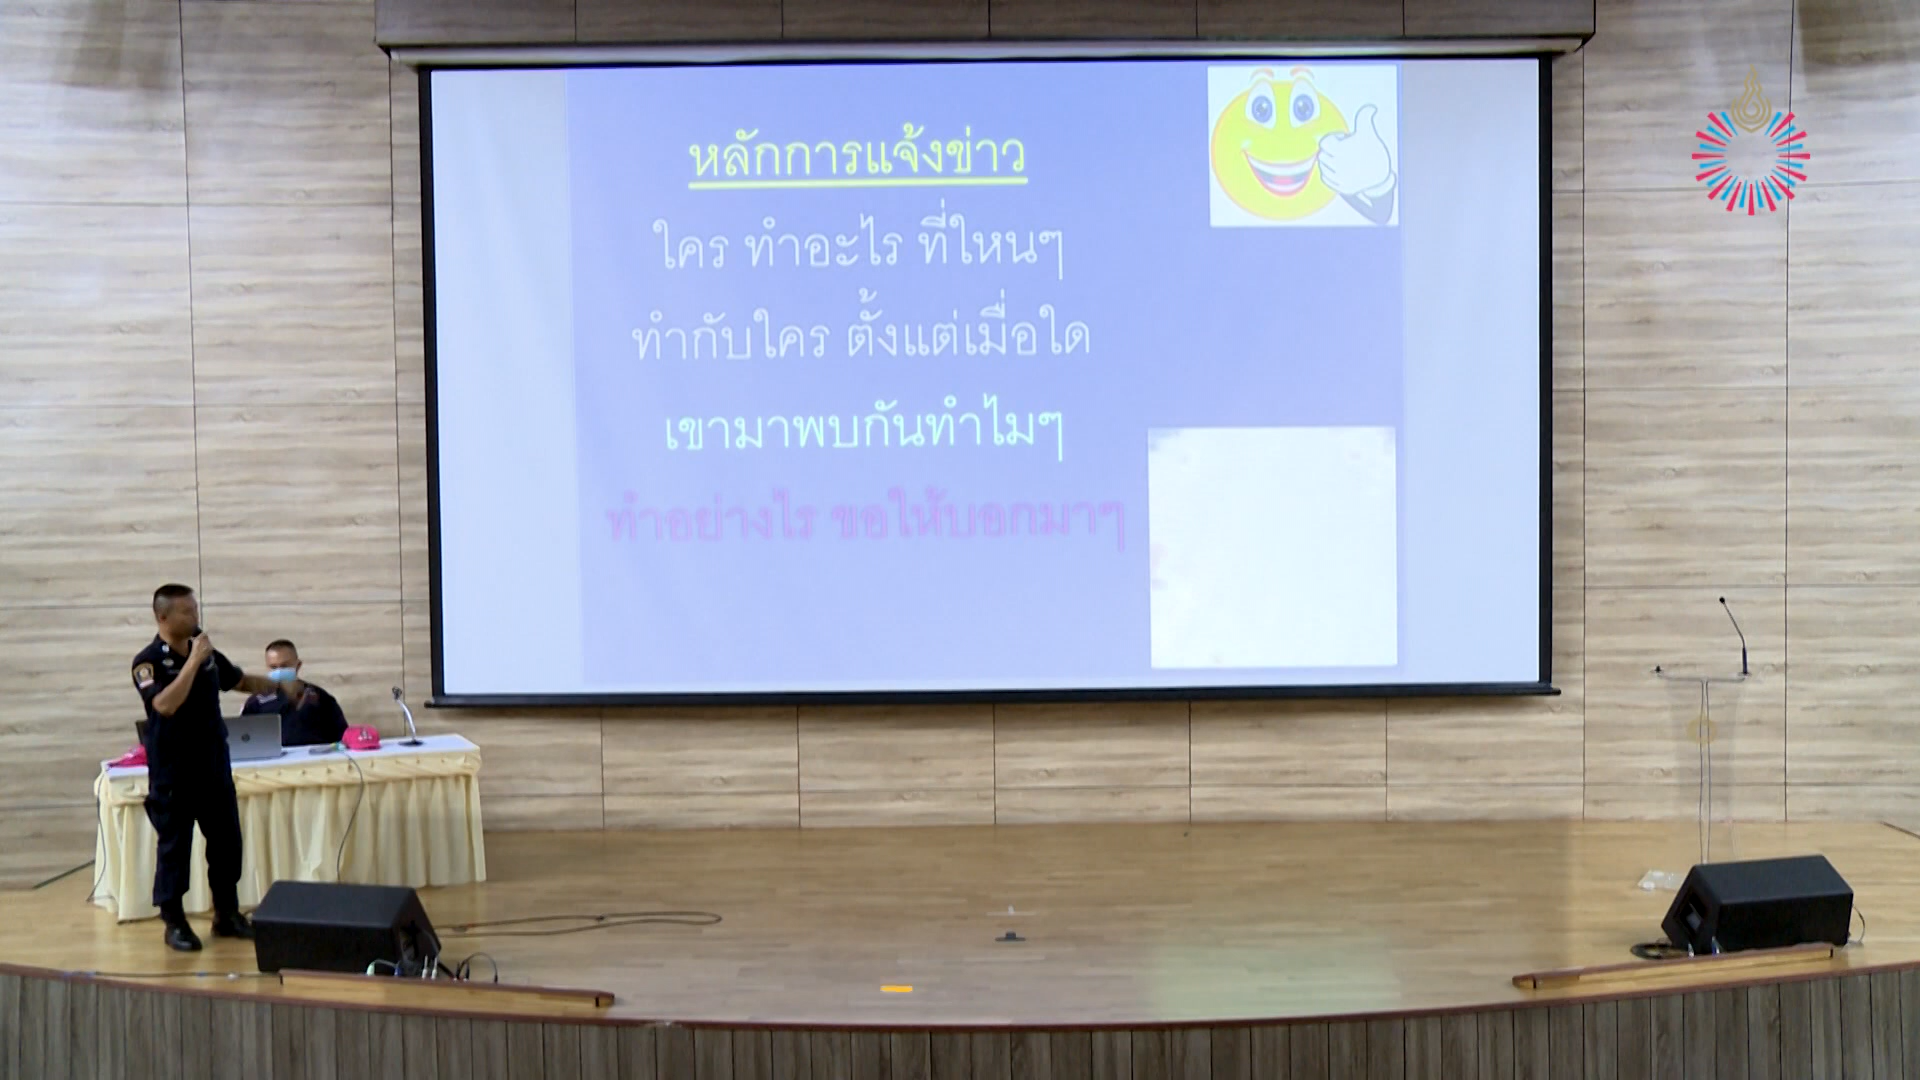 หลักการแจ้งข่าว
ใคร ทำอะไร ที่ใหนๆ
ทำกับใคร ตั้งแต่เมื่อใด
เขามาพบกันทำไมๆ
ทำอย่างไร ขอให้บอกมาๆ